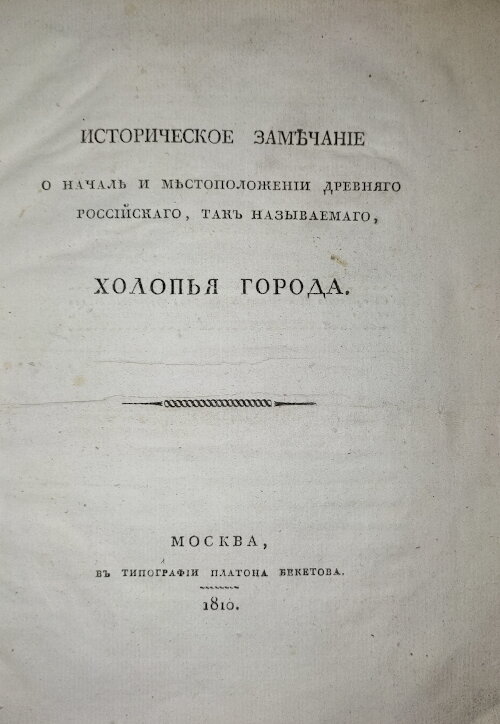 ИСТОРИЧЕСКОЕ ЗАМѢЧАНІЕ
О НАЧАЛѢ И МѢСТОПОЛОЖЕНІИ ДРЕВНЯГО
РОССІЙСКАГО, ТАКЪ НАЗЫВАЕМАГО,
ХОЛОПЬЯ ГОРОДА.
МОСКВА,
ВЪ ТИПОГРАФІИ ПЛАТОНА БЕКЕТОВА.
1810.